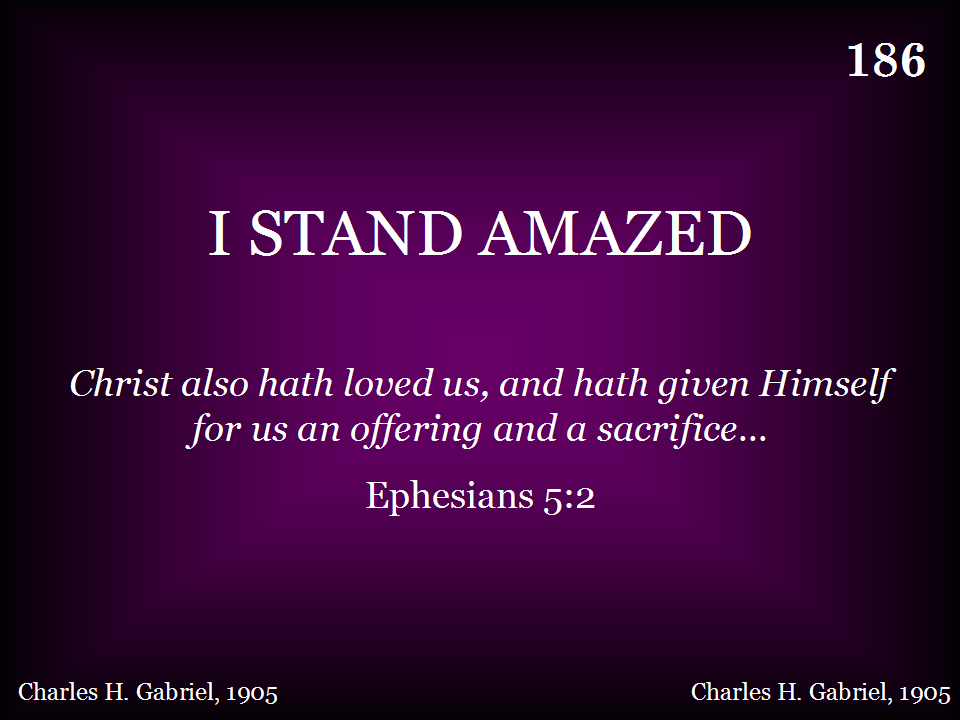 186
I STAND AMAZED
Christ also hath loved us, and hath given Himself
for us an offering and a sacrifice...
Ephesians 5:2
Charles H. Gabriel, 1905
Charles H. Gabriel, 1905